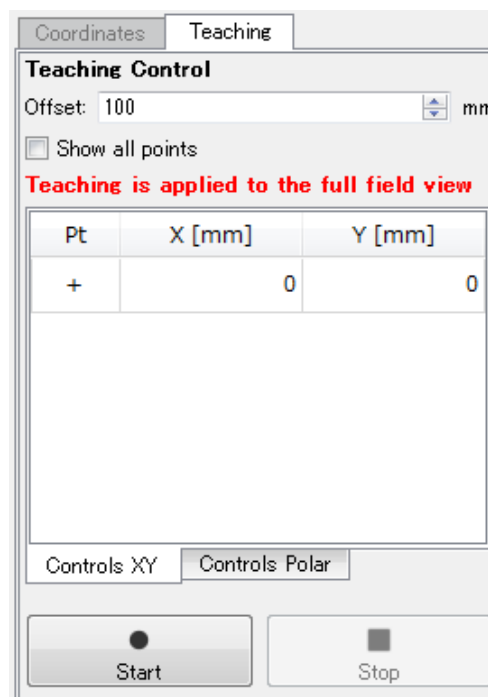 Coordinates Teaching
Teaching Control
Offset: 100 mm
Show all points
Teaching is applied to the full field view
Pt X [mm] Y [mm]
+ 0 0
Controls XY Controls Polar
Start Stop